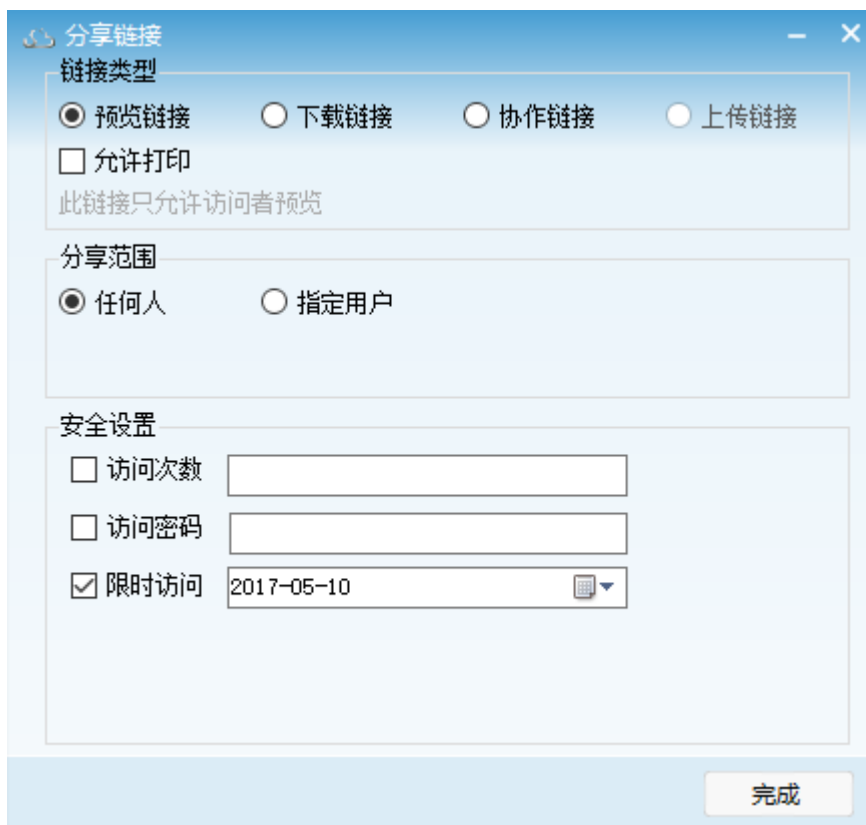 分享链接
链接类型
预览链接 下载链接 协作链接 上传链接
允许打印
此链接只允许访问者预览
分享范围
任何人 指定用户
安全设置
访问次数
访问密码
限时访问 2017-05-10
完成